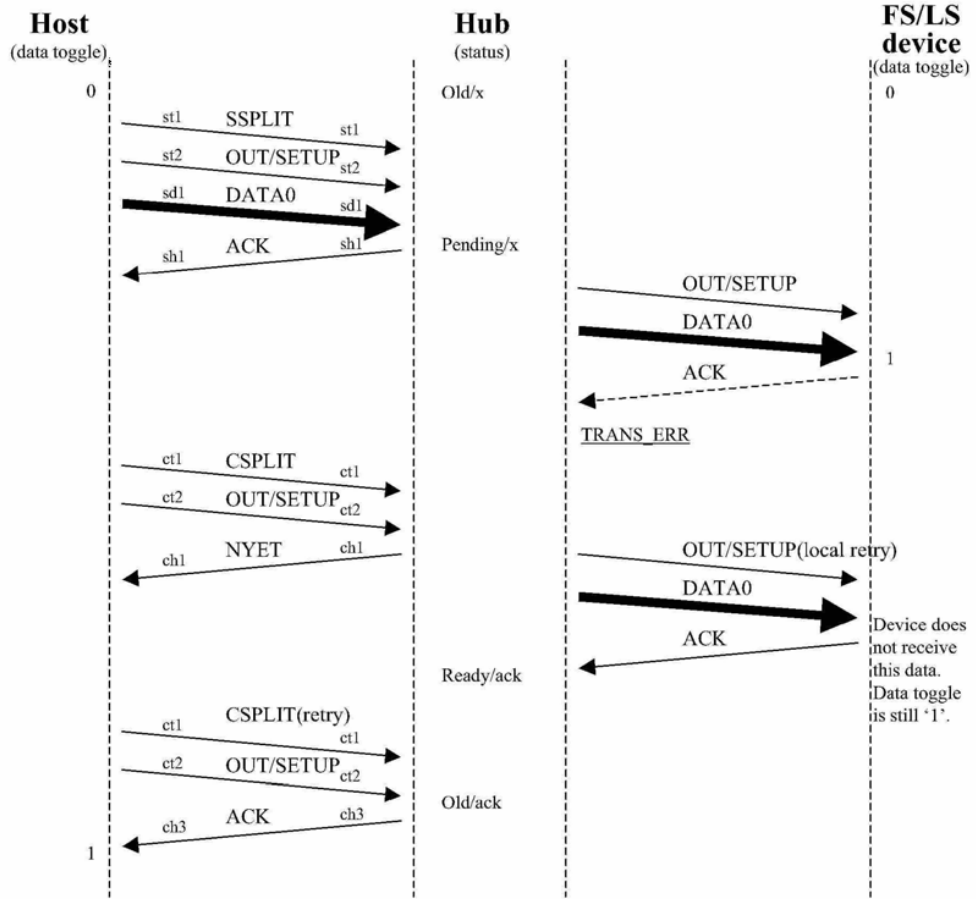 Host
(data toggle)
Hub
(status)
FS/LS
device
(data toggle)
0
Old/x
0
st1 SSPLIT st1
st2 OUT/SETUP st2
sd1 DATA0 sd1
sh1 ACK sh1
Pending/x
OUT/SETUP
DATA0
1
ACK
TRANS_ERR
ct1 CSPLIT ct1
ct2 OUT/SETUP ct2
ch1 NYET ch1
OUT/SETUP(local retry)
DATA0
ACK
Device does
not receive
this data.
Data toggle
is still ‘1’.
Ready/ack
ct1 CSPLIT(retry) ct1
ct2 OUT/SETUP ct2
Old/ack
ch3 ACK ch3
1